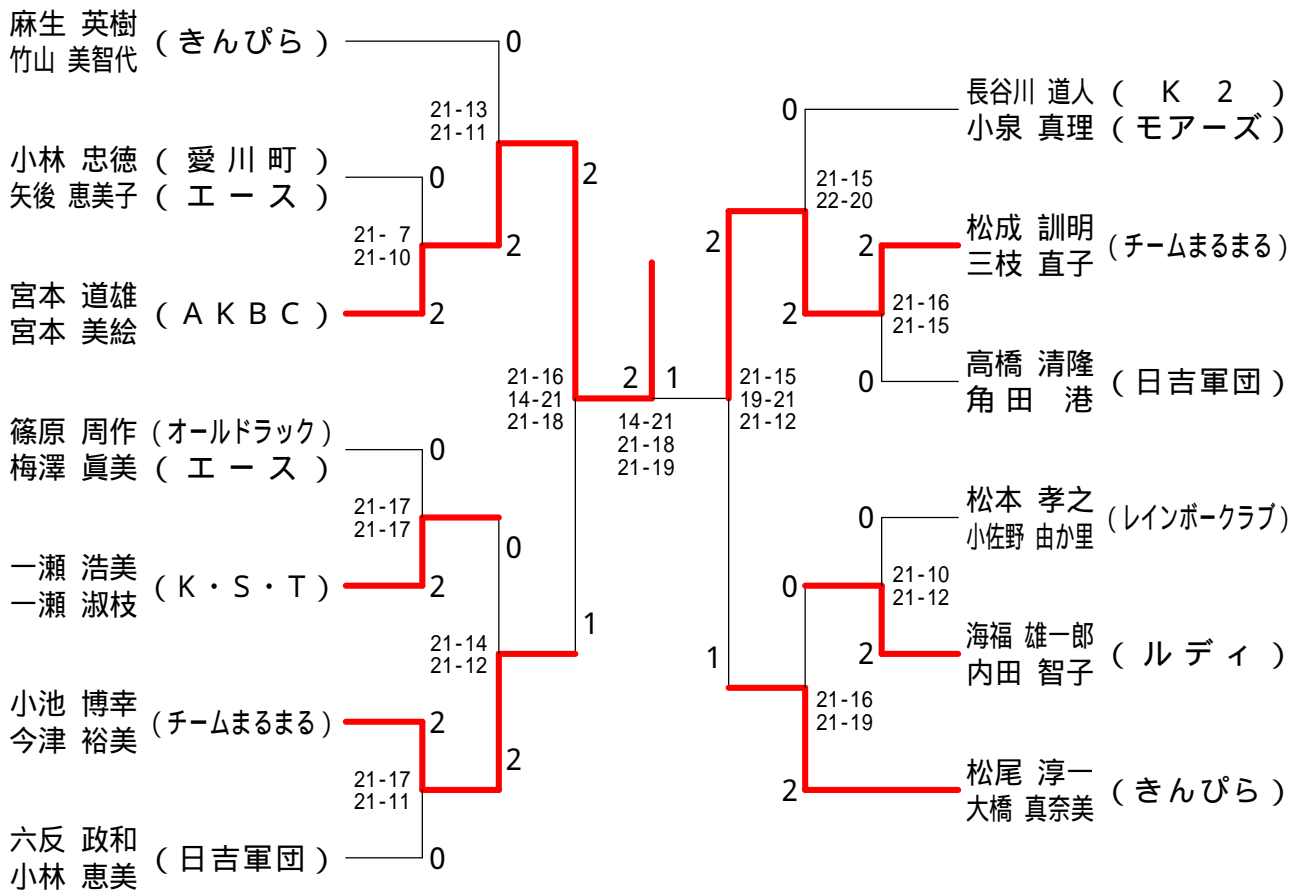 麻生 英樹
竹山 美智代
(きんぴら)
0
21-13
21-11
小林 忠徳 (愛川町)
矢後 恵美子 (エース)
0
2
21- 7
21-10
2
宮本 道雄
宮本 美絵
(AKBC)
2
21-16
14-21
21-18
篠原 周作 (オールドラック)
梅澤 眞美 (エース)
0
21-17
21-17
0
一瀬 浩美
一瀬 淑枝
(K・S・T)
2
21-14
21-12
1
小池 博幸
今津 裕美
(チームまるまる)
2
21-17
21-11
2
六反 政和
小林 恵美
(日吉軍団)
0
2
1
14-21
21-18
21-19
長谷川 道人 (K2)
小泉 真理 (モアーズ)
0
21-15
22-20
2
松成 訓明
三枝 直子
(チームまるまる)
2
2
21-16
21-15
高橋 清隆
角田 港
(日吉軍団)
0
21-15
19-21
21-12
松本 孝之
小佐野 由か里
(レインボークラブ)
0
21-10
21-12
0
海福 雄一郎
内田 智子
(ルディ)
2
1
21-16
21-19
松尾 淳一
大橋 真奈美
(きんぴら)
2